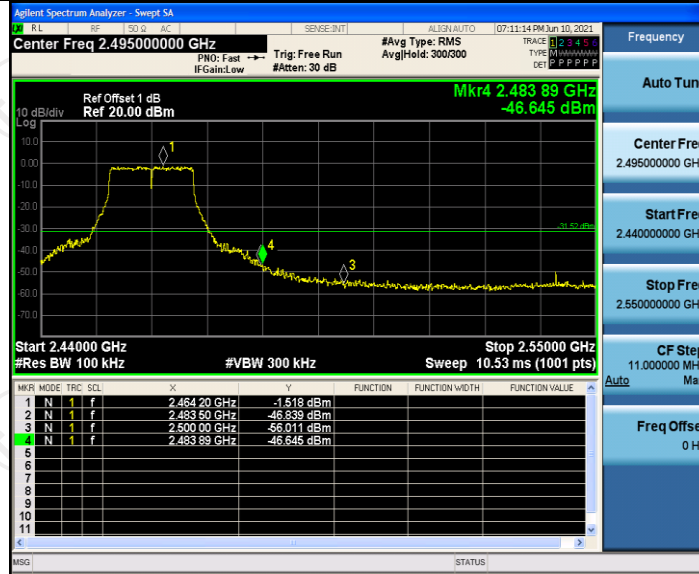 Agilent Spectrum Analyzer - Swept SA
RL RF 50 Ω AC SENSE:INT ALIGN AUTO 07:11:14 PM Jun 10, 2021
Center Freq 2.495000000 GHz
PNO: Fast
IFGain:Low
Trig: Free Run
#Atten: 30 dB
#Avg Type: RMS
Avg|Hold: 300/300
TRACE 1 2 3 4 5 6
TYPE M
DET P P P P P P
Ref Offset 1 dB
Ref 20.00 dBm
10 dB/div
Log
Mkr4 2.483 89 GHz
-46.645 dBm
10.0
0.00
-10.0
-20.0
-30.0
-40.0
-50.0
-60.0
-70.0
1
4
3
-31.52 dBm
Start 2.44000 GHz
Stop 2.55000 GHz
#Res BW 100 kHz
#VBW 300 kHz
Sweep 10.53 ms (1001 pts)
MKR MODE TRC SCL X Y FUNCTION FUNCTION WIDTH FUNCTION VALUE
1 N 1 f 2.464 20 GHz -1.518 dBm
2 N 1 f 2.483 50 GHz -46.839 dBm
3 N 1 f 2.500 00 GHz -56.011 dBm
4 N 1 f 2.483 89 GHz -46.645 dBm
5
6
7
8
9
10
11
MSG
STATUS
Frequency
Auto Tun
Center Fre
2.495000000 GH
Start Fre
2.440000000 GH
Stop Fre
2.550000000 GH
CF Ste
11.000000 MH
Auto Ma
Freq Offse
0 H